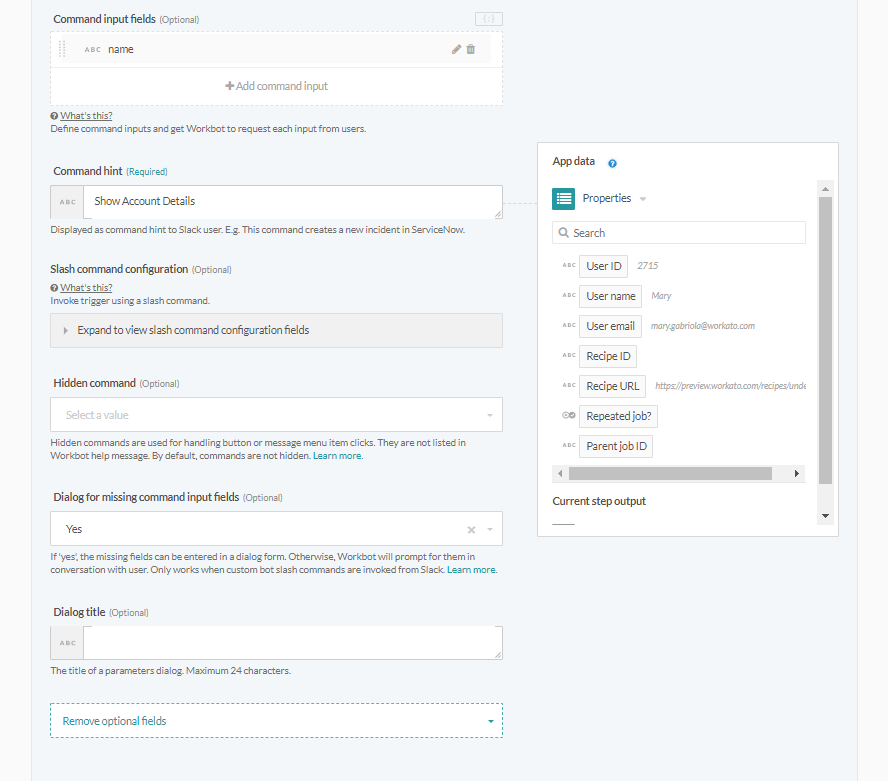 Command input fields (Optional)
ABC name
Add command input
What's this?
Define command inputs and get Workbot to request each input from users.
Command hint (Required)
ABC Show Account Details
Displayed as command hint to Slack user. E.g. This command creates a new incident in ServiceNow.
Slash command configuration (Optional)
What's this?
Invoke trigger using a slash command.
Expand to view slash command configuration fields
Hidden command (Optional)
Select a value
Hidden commands are used for handling button or message menu item clicks. They are not listed in
Workbot help message. By default, commands are not hidden. Learn more.
Dialog for missing command input fields (Optional)
Yes
If 'yes', the missing fields can be entered in a dialog form. Otherwise, Workbot will prompt for them in
conversation with user. Only works when custom bot slash commands are invoked from Slack. Learn more.
Dialog title (Optional)
ABC
The title of a parameters dialog. Maximum 24 characters.
Remove optional fields
App data
Properties
Search
ABC User ID 2715
ABC User name Mary
ABC User email mary.gabriola@workato.com
ABC Recipe ID
ABC Recipe URL https://preview.workato.com/recipes/unde
Repeated job?
ABC Parent job ID
Current step output